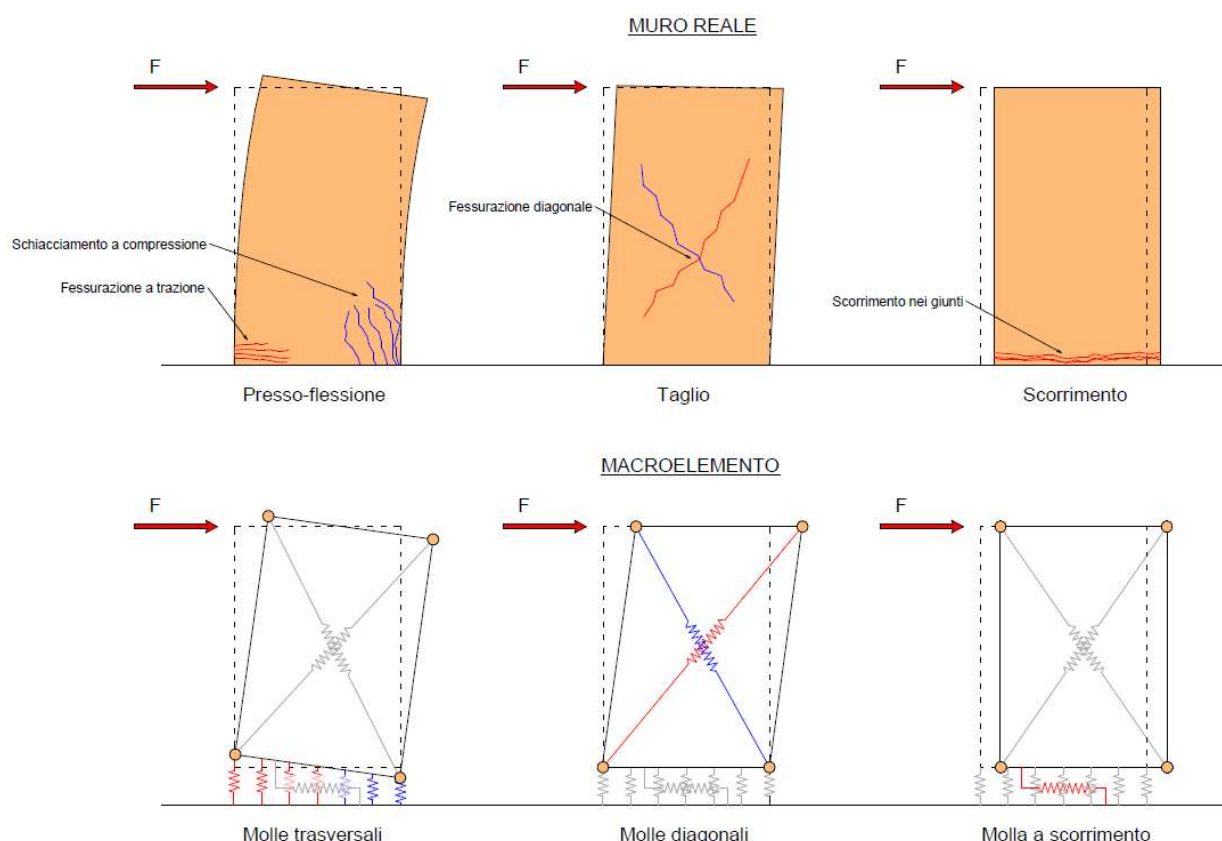 MURO REALE
F
F
F
Schiacciamento a compressione
Fessurazione a trazione
Fessurazione diagonale
Scorrimento nei giunti
Presso-flessione
Taglio
Scorrimento
MACROELEMENTO
F
F
F
Molle trasversali
Molle diagonali
Molla a scorrimento